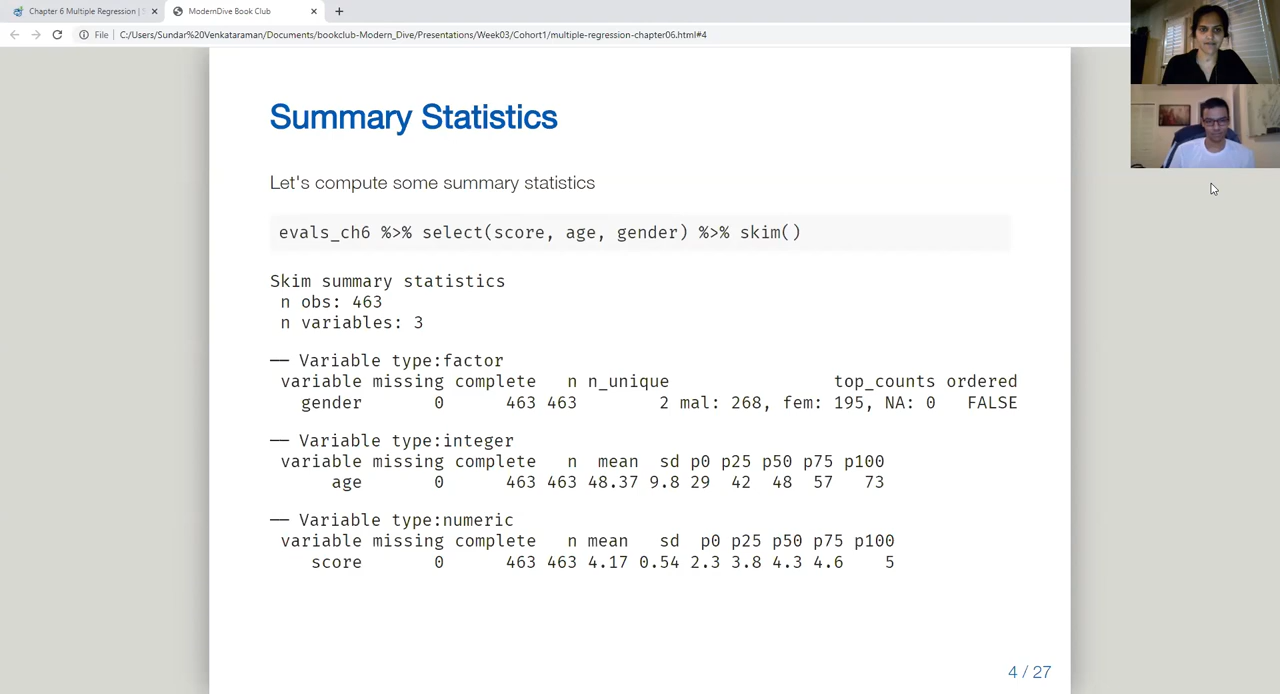 Chapter 6 Multiple Regression |
ModernDive Book Club
File
C:/Users/Sundar%20Venkataraman/Documents/bookclub-Modern_Dive/Presentations/Week03/Cohort1/multiple-regression-chapter06.html#4
Summary Statistics
Let's compute some summary statistics
evals_ch6 %>% select(score, age, gender) %>% skim()
Skim summary statistics
n obs: 463
n variables: 3
── Variable type:factor
variable missing complete n n_unique top_counts ordered
gender 0 463 463 2 mal: 268, fem: 195, NA: 0 FALSE
── Variable type:integer
variable missing complete n mean sd p0 p25 p50 p75 p100
age 0 463 463 48.37 9.8 29 42 48 57 73
── Variable type:numeric
variable missing complete n mean sd p0 p25 p50 p75 p100
score 0 463 463 4.17 0.54 2.3 3.8 4.3 4.6 5
4 / 27